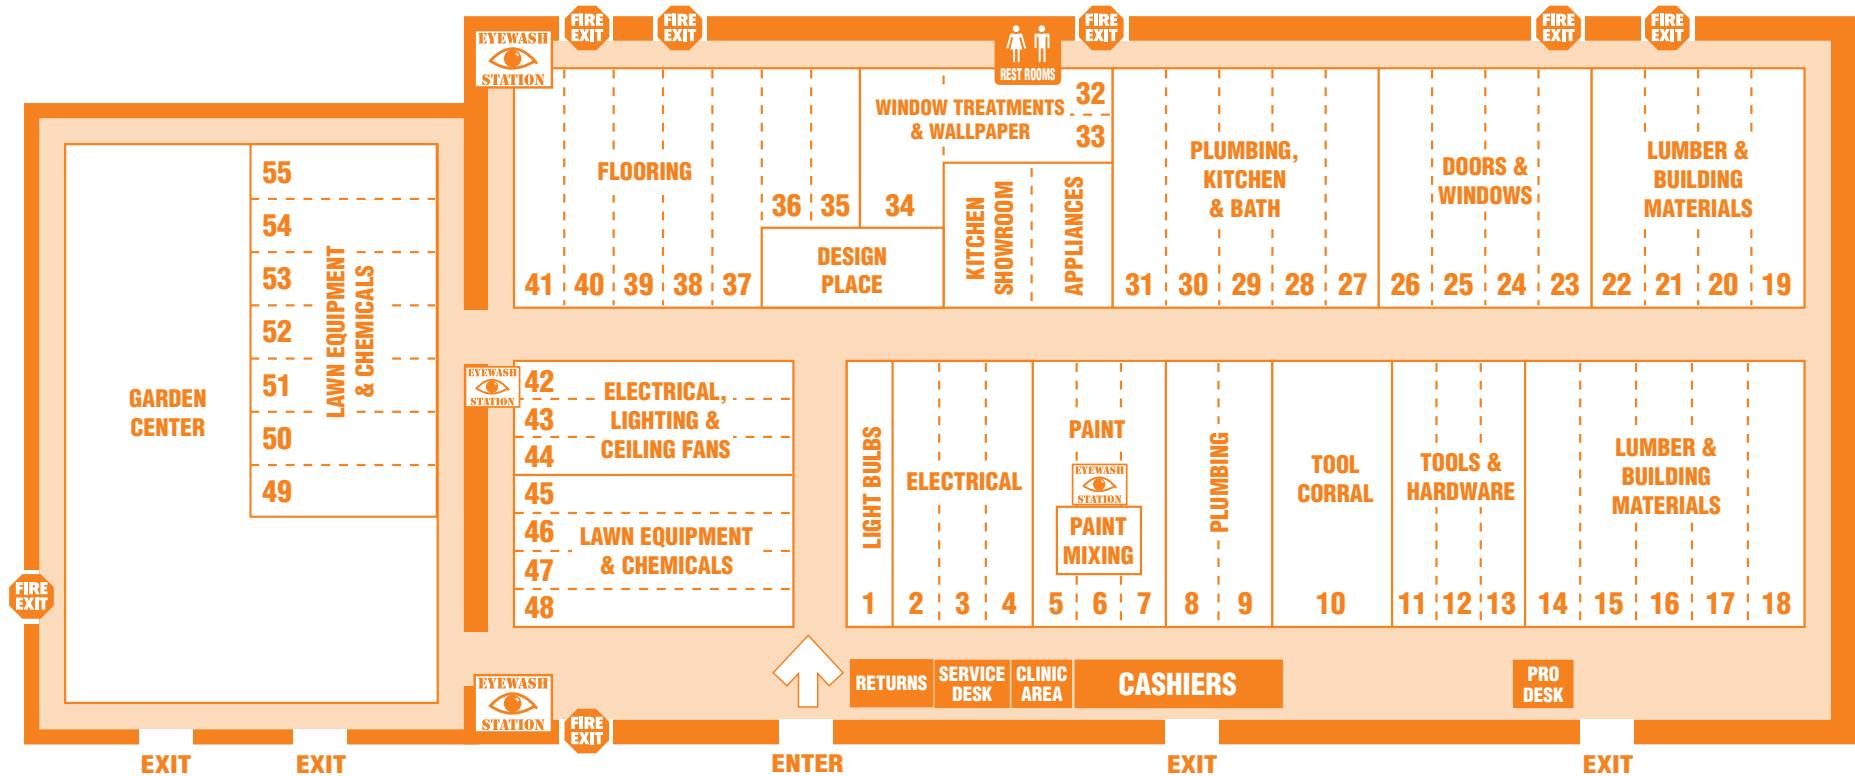 FIRE
EXIT
FIRE
EXIT
FIRE
EXIT
FIRE
EXIT
FIRE
EXIT
EYEWASH
STATION
REST ROOMS
FLOORING
41 40 39 38 37
36 35
34
WINDOW TREATMENTS
& WALLPAPER
32
33
DESIGN
PLACE
KITCHEN
SHOWROOM
APPLIANCES
PLUMBING,
KITCHEN
& BATH
31 30 29 28 27
DOORS &
WINDOWS
26 25 24 23
LUMBER &
BUILDING
MATERIALS
22 21 20 19
GARDEN
CENTER
55
54
53
52
51
50
49
LAWN EQUIPMENT
& CHEMICALS
FIRE
EXIT
EYEWASH
STATION
42
43
44
ELECTRICAL,
LIGHTING &
CEILING FANS
45
46
47
48
LAWN EQUIPMENT
& CHEMICALS
LIGHT BULBS
1
ELECTRICAL
2 3 4
PAINT
EYEWASH
STATION
PAINT
MIXING
5 6 7
PLUMBING
8 9
TOOL
CORRAL
10
TOOLS &
HARDWARE
11 12 13
LUMBER &
BUILDING
MATERIALS
14 15 16 17 18
EYEWASH
STATION
FIRE
EXIT
RETURNS
SERVICE
DESK
CLINIC
AREA
CASHIERS
PRO
DESK
EXIT
EXIT
ENTER
EXIT
EXIT